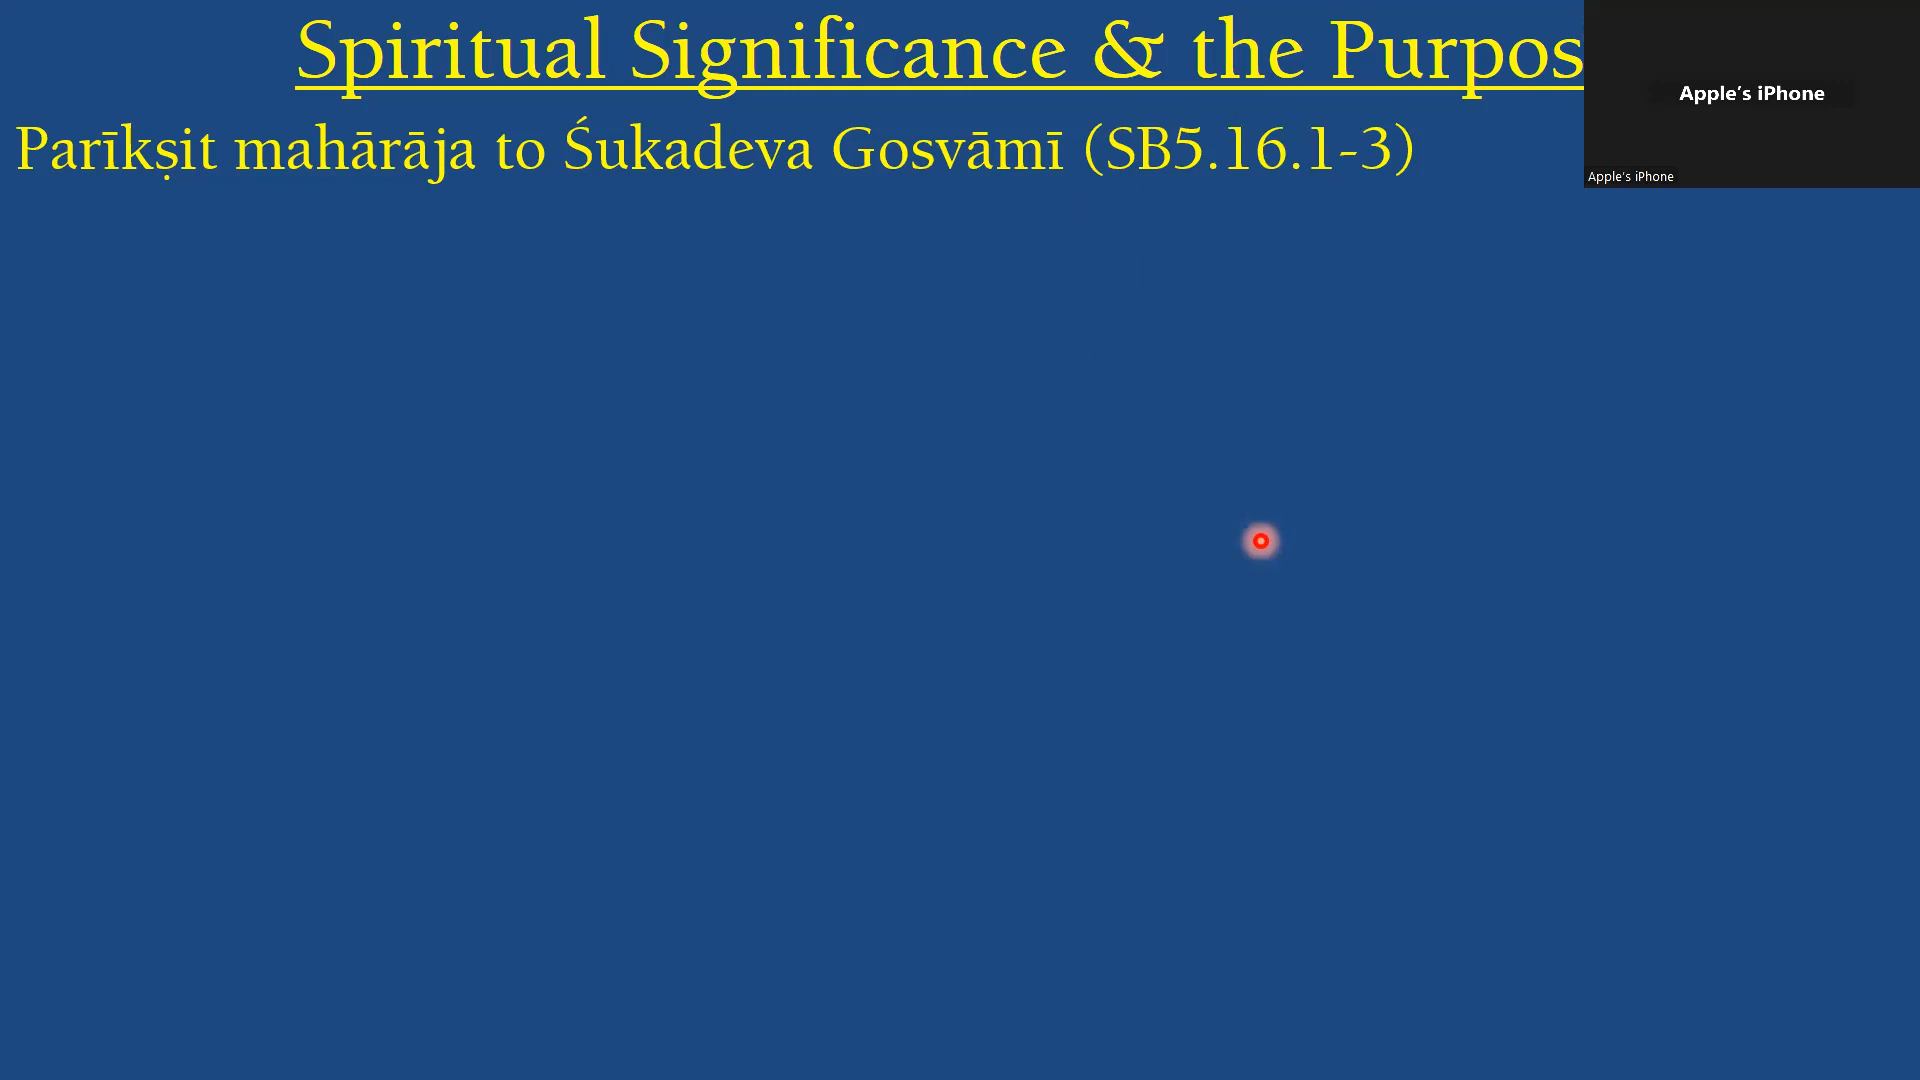 Spiritual Significance & the Purpos
Apple's iPhone
Parīkṣit mahārāja to Śukadeva Gosvāmī (SB5.16.1-3)
Apple's iPhone